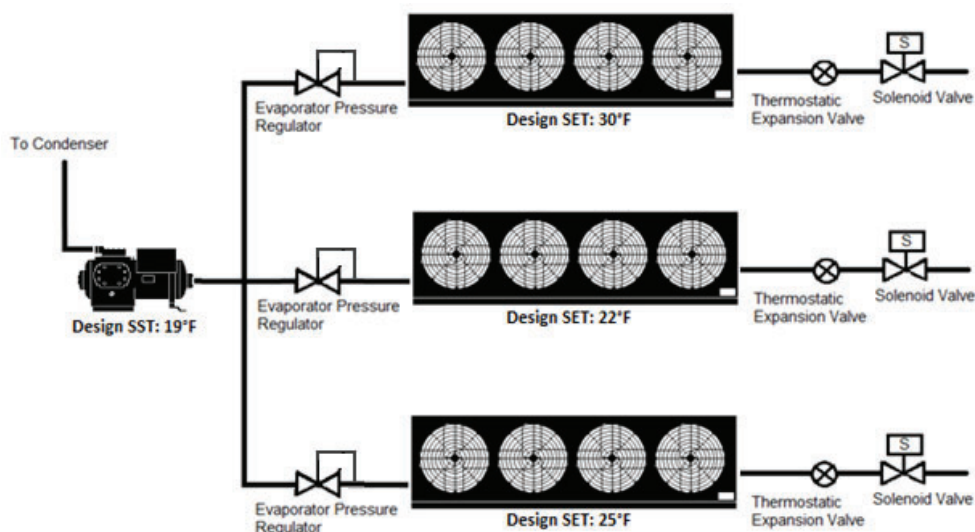 Evaporator Pressure
Regulator
Design SET: 30°F
Thermostatic
Expansion Valve
S
Solenoid Valve
To Condenser
Design SST: 19°F
Evaporator Pressure
Regulator
Design SET: 22°F
Thermostatic
Expansion Valve
S
Solenoid Valve
Evaporator Pressure
Regulator
Design SET: 25°F
Thermostatic
Expansion Valve
S
Solenoid Valve